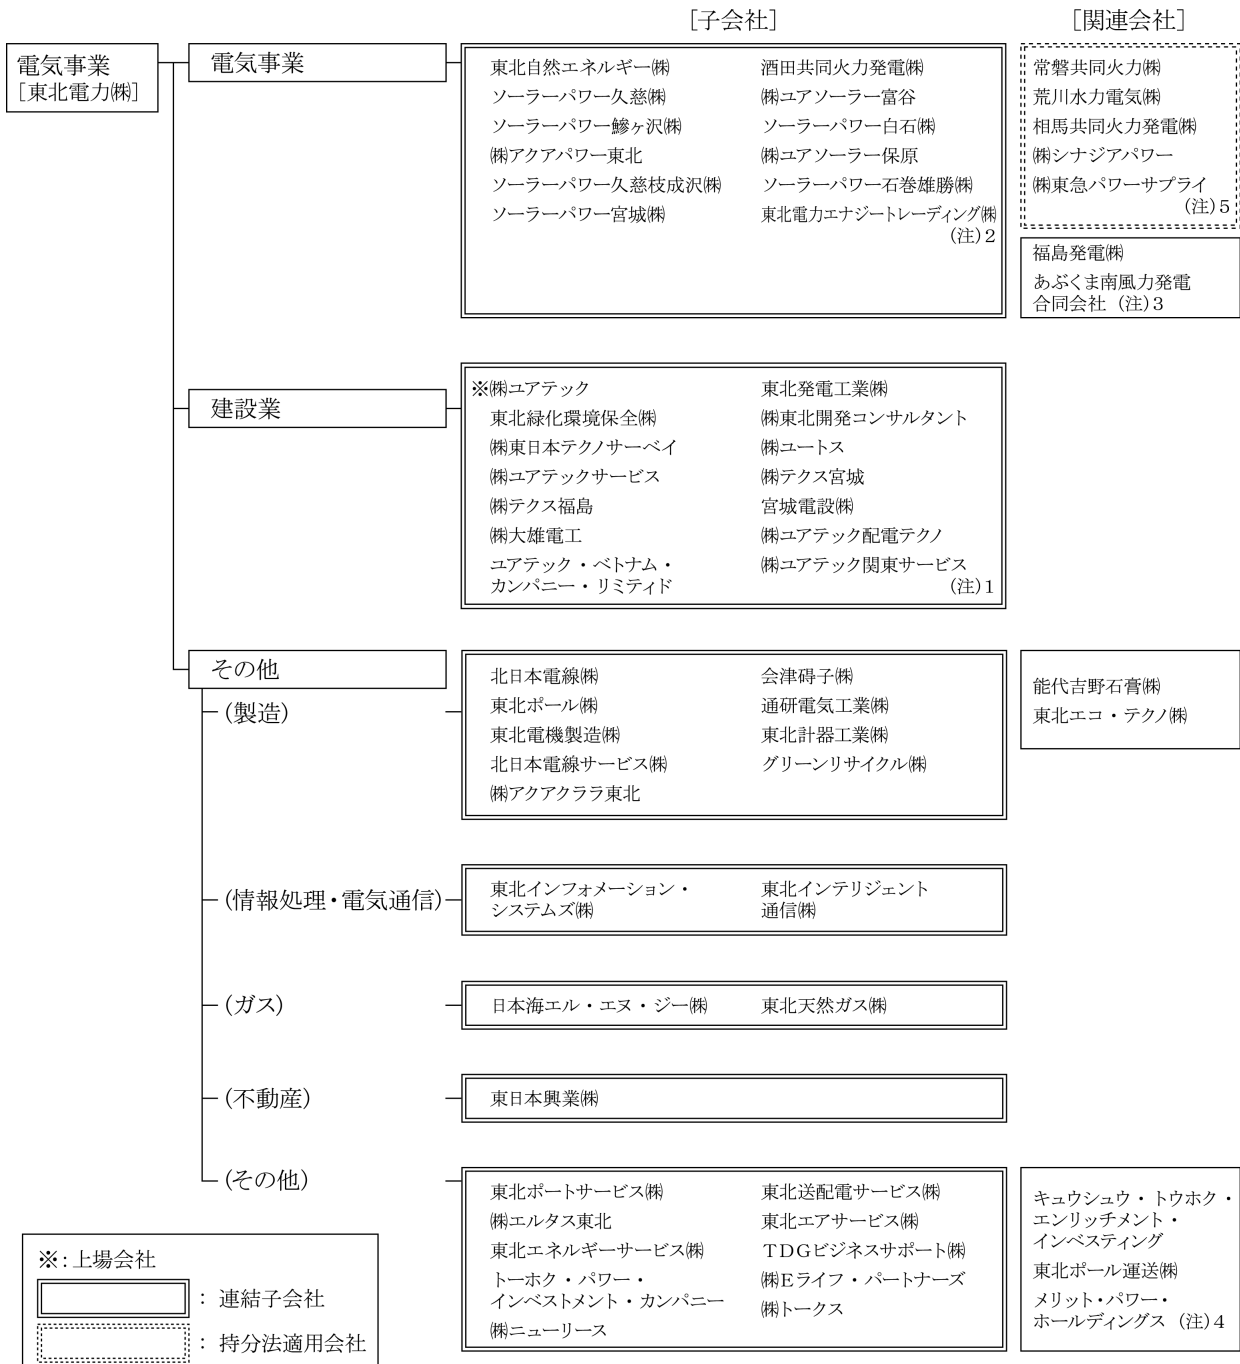 [子会社]
[関連会社]
電気事業
[東北電力㈱]
電気事業
東北自然エネルギー㈱
ソーラーパワー久慈㈱
ソーラーパワー鰺ヶ沢㈱
㈱アクアパワー東北
ソーラーパワー久慈枝成沢㈱
ソーラーパワー宮城㈱
酒田共同火力発電㈱
㈱ユアソーラー富谷
ソーラーパワー白石㈱
㈱ユアソーラー保原
ソーラーパワー石巻雄勝㈱
東北電力エナジートレーディング㈱
(注)2
常磐共同火力㈱
荒川水力電気㈱
相馬共同火力発電㈱
㈱シナジアパワー
㈱東急パワーサプライ
(注)5
福島発電㈱
あぶくま南風力発電
合同会社 (注)3
建設業
※㈱ユアテック
東北緑化環境保全㈱
㈱東日本テクノサーベイ
㈱ユアテックサービス
㈱テクス福島
㈱大雄電工
ユアテック・ベトナム・
カンパニー・リミティド
東北発電工業㈱
㈱東北開発コンサルタント
㈱ユートス
㈱テクス宮城
宮城電設㈱
㈱ユアテック配電テクノ
㈱ユアテック関東サービス
(注)1
その他
(製造)
北日本電線㈱
東北ポール㈱
東北電機製造㈱
北日本電線サービス㈱
㈱アクアクララ東北
会津碍子㈱
通研電気工業㈱
東北計器工業㈱
グリーンリサイクル㈱
能代吉野石膏㈱
東北エコ・テクノ㈱
(情報処理・電気通信)
東北インフォメーション・
システムズ㈱
東北インテリジェント
通信㈱
(ガス)
日本海エル・エヌ・ジー㈱
東北天然ガス㈱
(不動産)
東日本興業㈱
(その他)
東北ポートサービス㈱
㈱エルタス東北
東北エネルギーサービス㈱
トーホク・パワー・
インベストメント・カンパニー
㈱ニューリース
東北送配電サービス㈱
東北エアサービス㈱
TDGビジネスサポート㈱
㈱Eライフ・パートナーズ
㈱トークス
キュウシュウ・トウホク・
エンリッチメント・
インベスティング
東北ポール運送㈱
メリット・パワー・
ホールディングス (注)4
※:上場会社
: 連結子会社
: 持分法適用会社